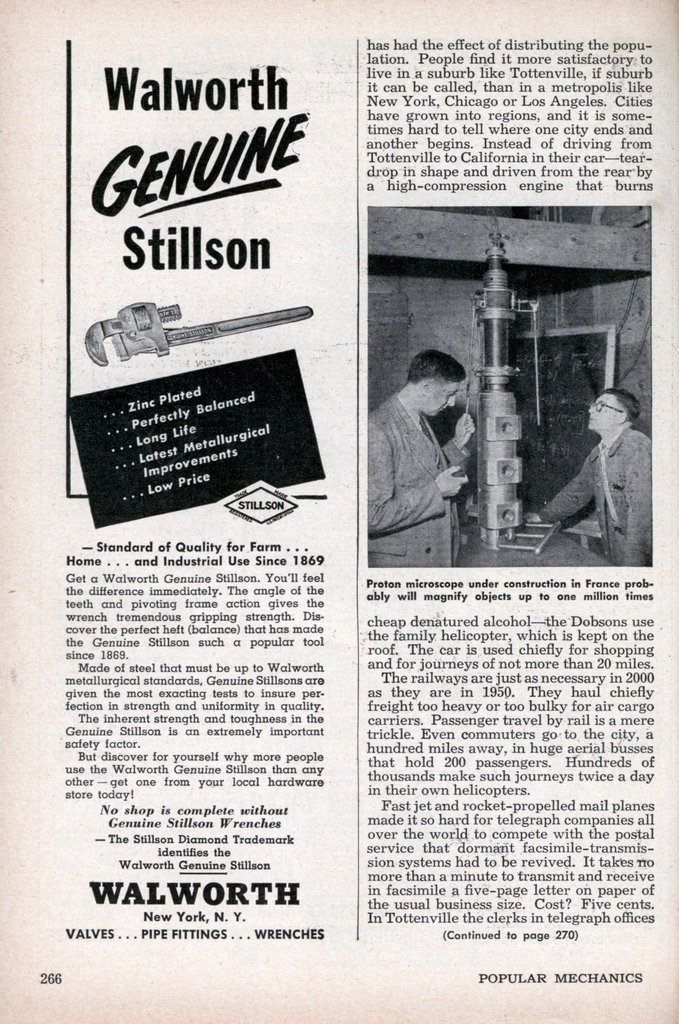 Walworth
GENUINE
Stillson
. . . Zinc Plated
. . . Perfectly Balanced
. . . Long Life
. . . Latest Metallurgical
Improvements
. . . Low Price
TRADE MARK
STILLSON
— Standard of Quality for Farm . . .
Home . . . and Industrial Use Since 1869
Get a Walworth Genuine Stillson. You'll feel
the difference immediately. The angle of the
teeth and pivoting frame action gives the
wrench tremendous gripping strength. Dis-
cover the perfect heft (balance) that has made
the Genuine Stillson such a popular tool
since 1869.
Made of steel that must be up to Walworth
metallurgical standards, Genuine Stillsons are
given the most exacting tests to insure per-
fection in strength and uniformity in quality.
The inherent strength and toughness in the
Genuine Stillson is an extremely important
safety factor.
But discover for yourself why more people
use the Walworth Genuine Stillson than any
other — get one from your local hardware
store today!
No shop is complete without
Genuine Stillson Wrenches
— The Stillson Diamond Trademark
identifies the
Walworth Genuine Stillson
WALWORTH
New York, N. Y.
VALVES . . . PIPE FITTINGS . . . WRENCHES
has had the effect of distributing the popu-
lation. People find it more satisfactory to
live in a suburb like Tottenville, if suburb
it can be called, than in a metropolis like
New York, Chicago or Los Angeles. Cities
have grown into regions, and it is some-
times hard to tell where one city ends and
another begins. Instead of driving from
Tottenville to California in their car—tear-
drop in shape and driven from the rear by
a high-compression engine that burns
Proton microscope under construction in France prob-
ably will magnify objects up to one million times
cheap denatured alcohol—the Dobsons use
the family helicopter, which is kept on the
roof. The car is used chiefly for shopping
and for journeys of not more than 20 miles.
The railways are just as necessary in 2000
as they are in 1950. They haul chiefly
freight too heavy or too bulky for air cargo
carriers. Passenger travel by rail is a mere
trickle. Even commuters go to the city, a
hundred miles away, in huge aerial busses
that hold 200 passengers. Hundreds of
thousands make such journeys twice a day
in their own helicopters.
Fast jet and rocket-propelled mail planes
made it so hard for telegraph companies all
over the world to compete with the postal
service that dormant facsimile-transmis-
sion systems had to be revived. It takes no
more than a minute to transmit and receive
in facsimile a five-page letter on paper of
the usual business size. Cost? Five cents.
In Tottenville the clerks in telegraph offices
(Continued to page 270)
266
POPULAR MECHANICS